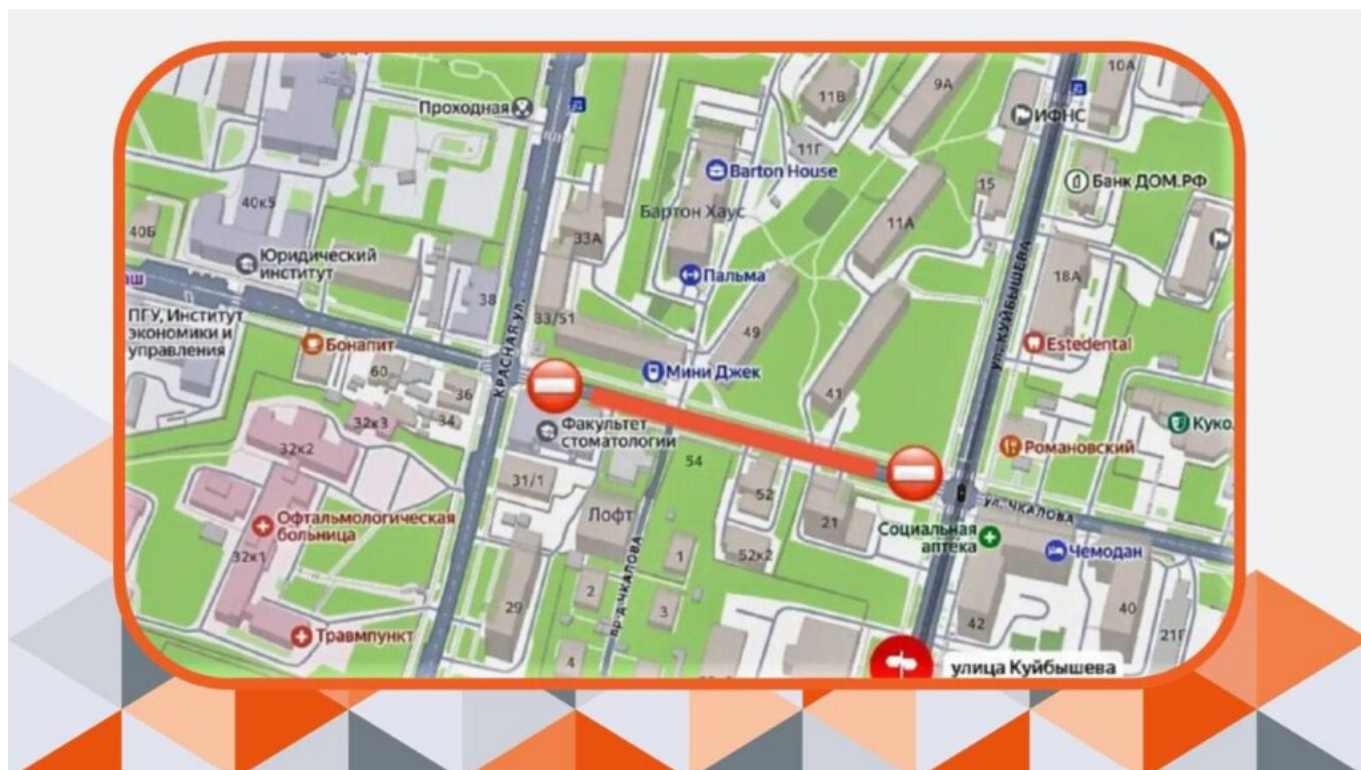 Проходная
21
11В
9А
10А
21
ИФНС
11Г
Barton House
Бартон Хаус
15
Банк ДОМ.РФ
40к5
40Б
33А
11А
Юридический
институт
Пальма
18А
КРАСНАЯ УЛ.
УЛ. КУЙБЫШЕВА
38
33/51
49
ПГУ, Институт
экономики и
управления
Бонапит
Estedental
60
Мини Джек
36
41
34
32к3
32к2
Факультет
стоматологии
Романовский
54
31/1
52
УЛ. ЧКАЛОВА
Лофт
21
Социальная
аптека
Офтальмологическая
больница
32к1
Чемодан
1
52к2
ПР-Д ЧКАЛОВА
29
2
3
40
42
21Г
Травмпункт
4
улица Куйбышева